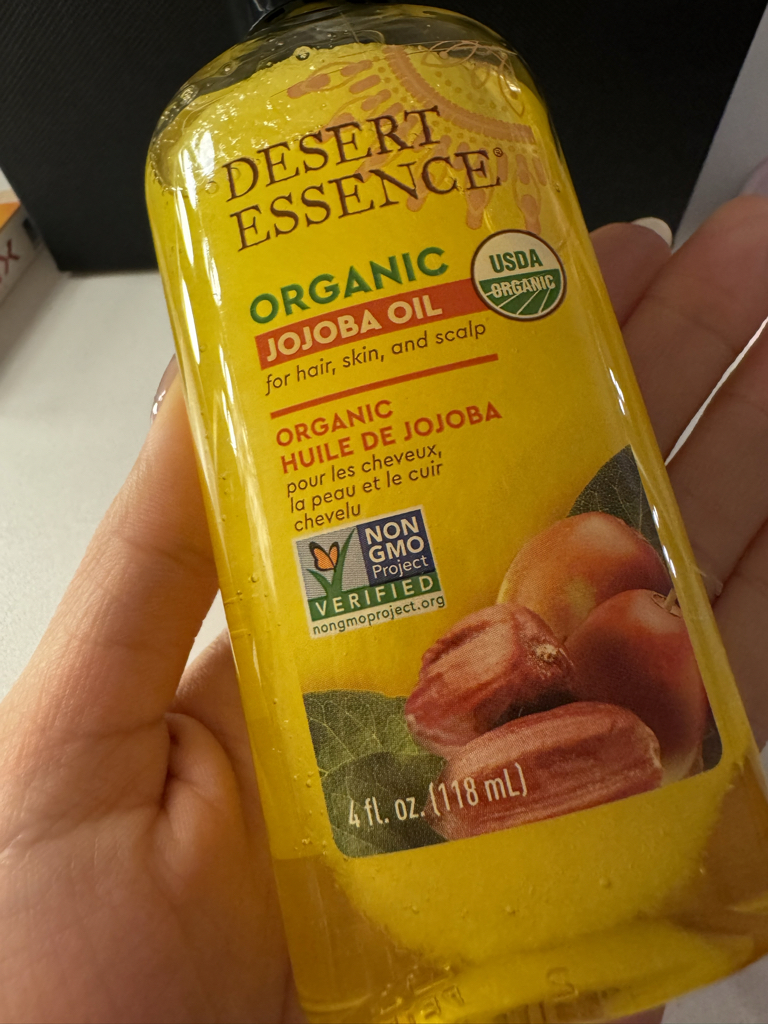 DESERT
ESSENCE®
ORGANIC
USDA
ORGANIC
JOJOBA OIL
for hair, skin, and scalp
ORGANIC
HUILE DE JOJOBA
pour les cheveux,
la peau et le cuir
chevelu
NON
GMO
Project
VERIFIED
nongmoproject.org
4 fl. oz. (118 mL)
X